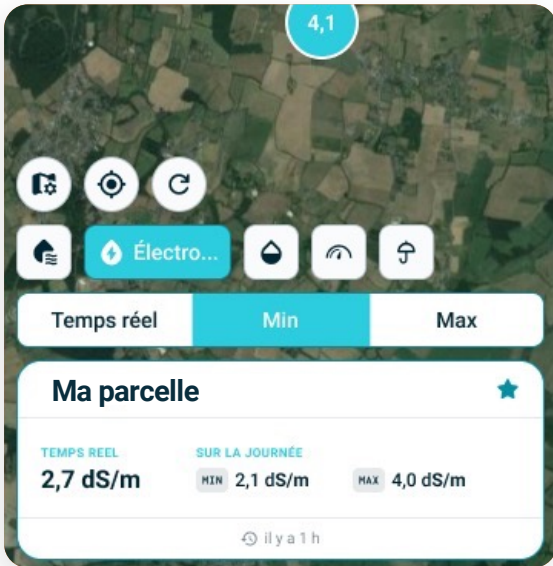 4,1
Électro...
Temps réel Min Max
Ma parcelle
TEMPS REEL SUR LA JOURNÉE
2,7 dS/m MIN 2,1 dS/m MAX 4,0 dS/m
il y a 1 h